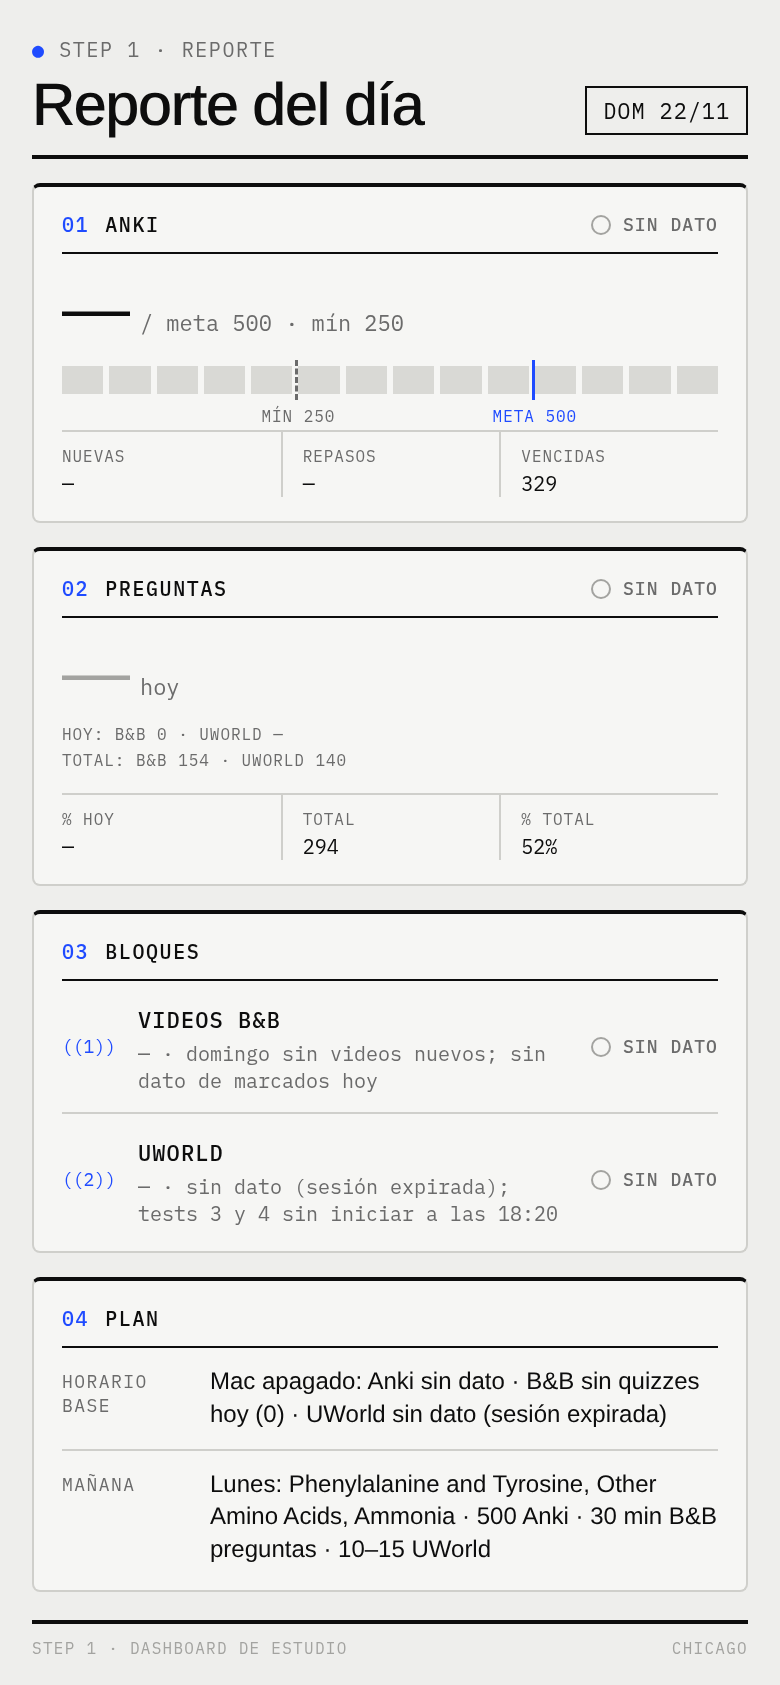 STEP 1 · REPORTE
Reporte del día
DOM 22/11
01 ANKI
SIN DATO
— / meta 500 · mín 250
MÍN 250
META 500
NUEVAS
REPASOS
VENCIDAS
—
—
329
02 PREGUNTAS
SIN DATO
— hoy
HOY: B&B 0 · UWORLD —
TOTAL: B&B 154 · UWORLD 140
% HOY
TOTAL
% TOTAL
—
294
52%
03 BLOQUES
VIDEOS B&B
((1))
— · domingo sin videos nuevos; sin
dato de marcados hoy
SIN DATO
UWORLD
((2))
— · sin dato (sesión expirada);
tests 3 y 4 sin iniciar a las 18:20
SIN DATO
04 PLAN
HORARIO
BASE
Mac apagado: Anki sin dato · B&B sin quizzes
hoy (0) · UWorld sin dato (sesión expirada)
MAÑANA
Lunes: Phenylalanine and Tyrosine, Other
Amino Acids, Ammonia · 500 Anki · 30 min B&B
preguntas · 10–15 UWorld
STEP 1 · DASHBOARD DE ESTUDIO
CHICAGO